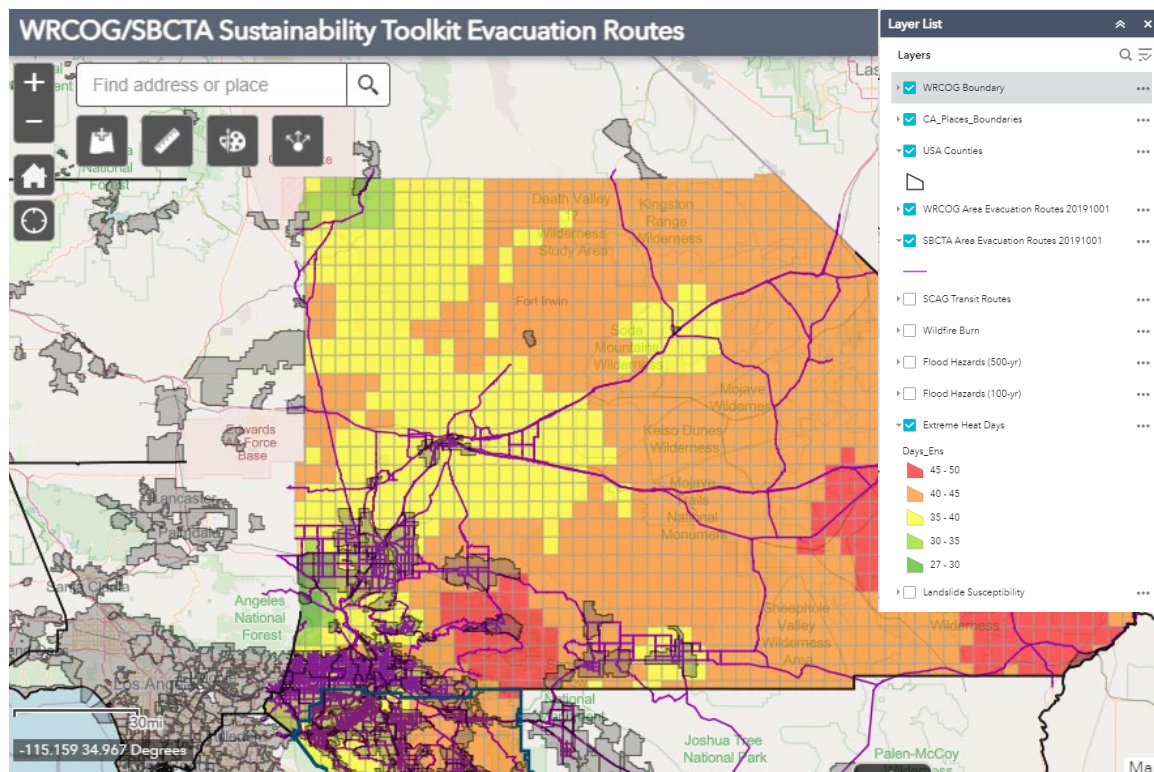 WRCOG/SBCTA Sustainability Toolkit Evacuation Routes
Layer List
Layers
Find address or place
WRCOG Boundary
CA_Places_Boundaries
USA Counties
WRCOG Area Evacuation Routes 20191001
SBCTA Area Evacuation Routes 20191001
SCAG Transit Routes
Wildfire Burn
Flood Hazards (500-yr)
Flood Hazards (100-yr)
Extreme Heat Days
Days_Ens
45 - 50
40 - 45
35 - 40
30 - 35
27 - 30
Landslide Susceptibility
National
Forest
Death Valley
17
Wilderness
Study Area
Kingston
Range
Wilderness
Fort Irwin
Soda
Mountains
Wilderness
Mojave
Wilderness
Kelso Dunes
Wilderness
Mojave
Trails
National
Monument
Edwards
Air Force
Base
Lancaster
Palmdale
Santa Clarita
Angeles
National
Forest
Los Angeles
Sheephole
Valley
Wilderness
Area
Wilderness
National
Joshua Tree
National Park
Palen-McCoy
Wilderness
30mi
-115.159 34.967 Degrees